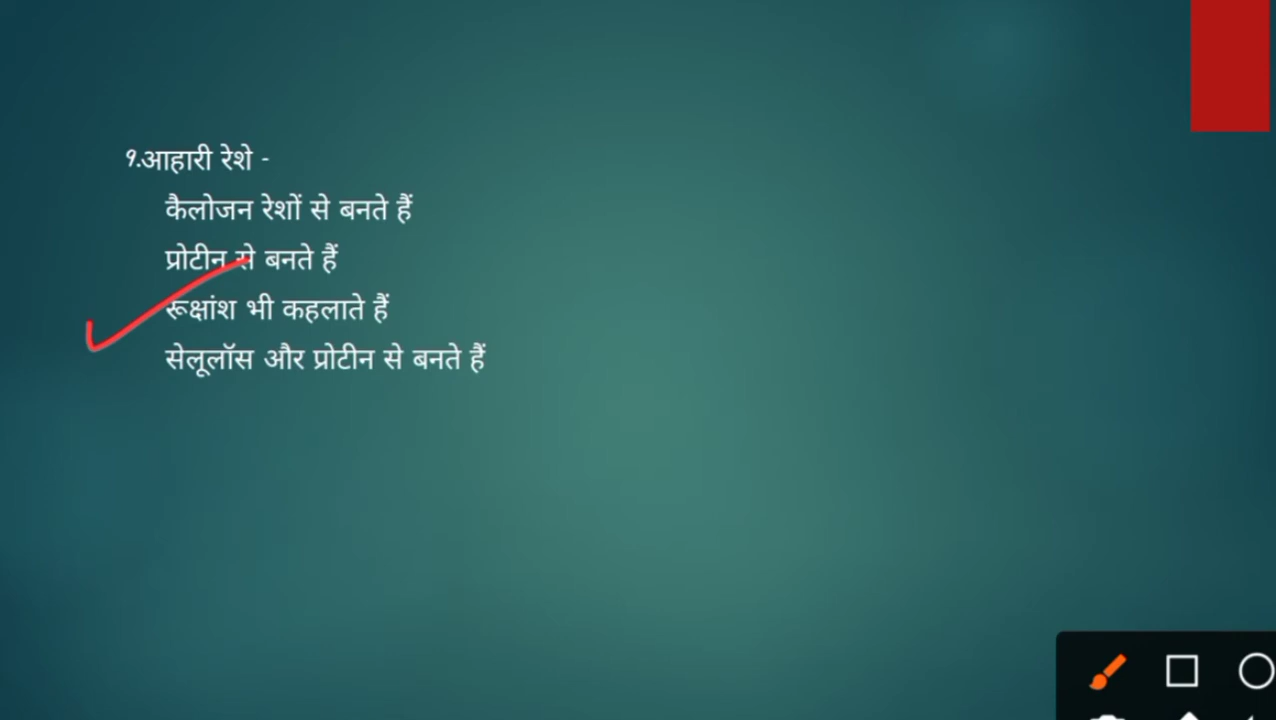 १.आहारी रेशे -
कैलोजन रेशों से बनते हैं
प्रोटीन से बनते हैं
रूक्षांश भी कहलाते हैं
सेलूलॉस और प्रोटीन से बनते हैं